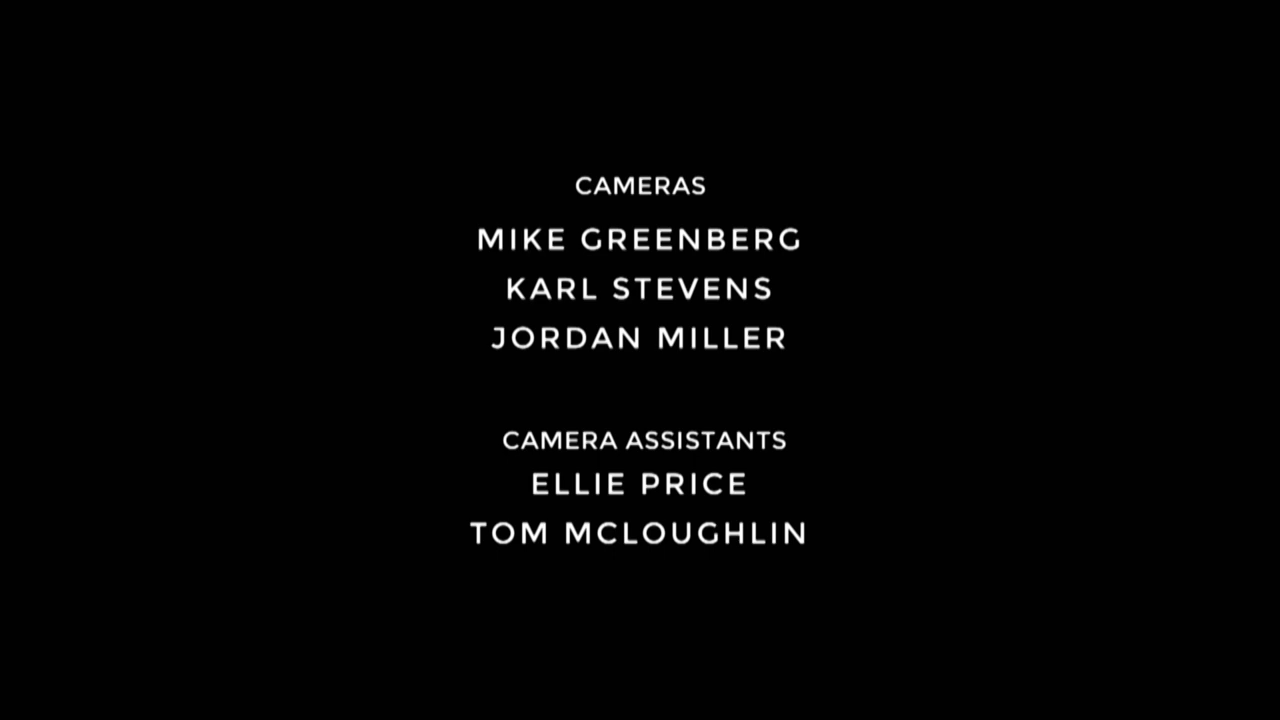 CAMERAS
MIKE GREENBERG
KARL STEVENS
JORDAN MILLER
CAMERA ASSISTANTS
ELLIE PRICE
TOM MCLOUGHLIN